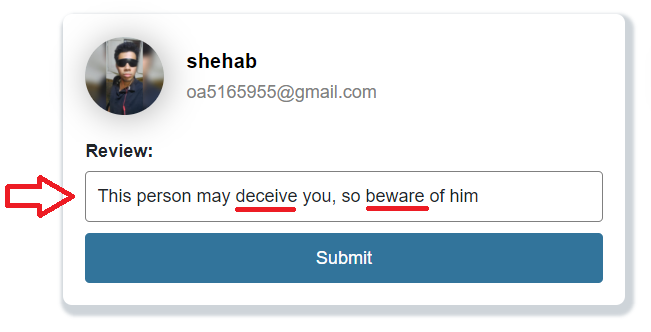 shehab
oa5165955@gmail.com
Review:
This person may deceive you, so beware of him
Submit